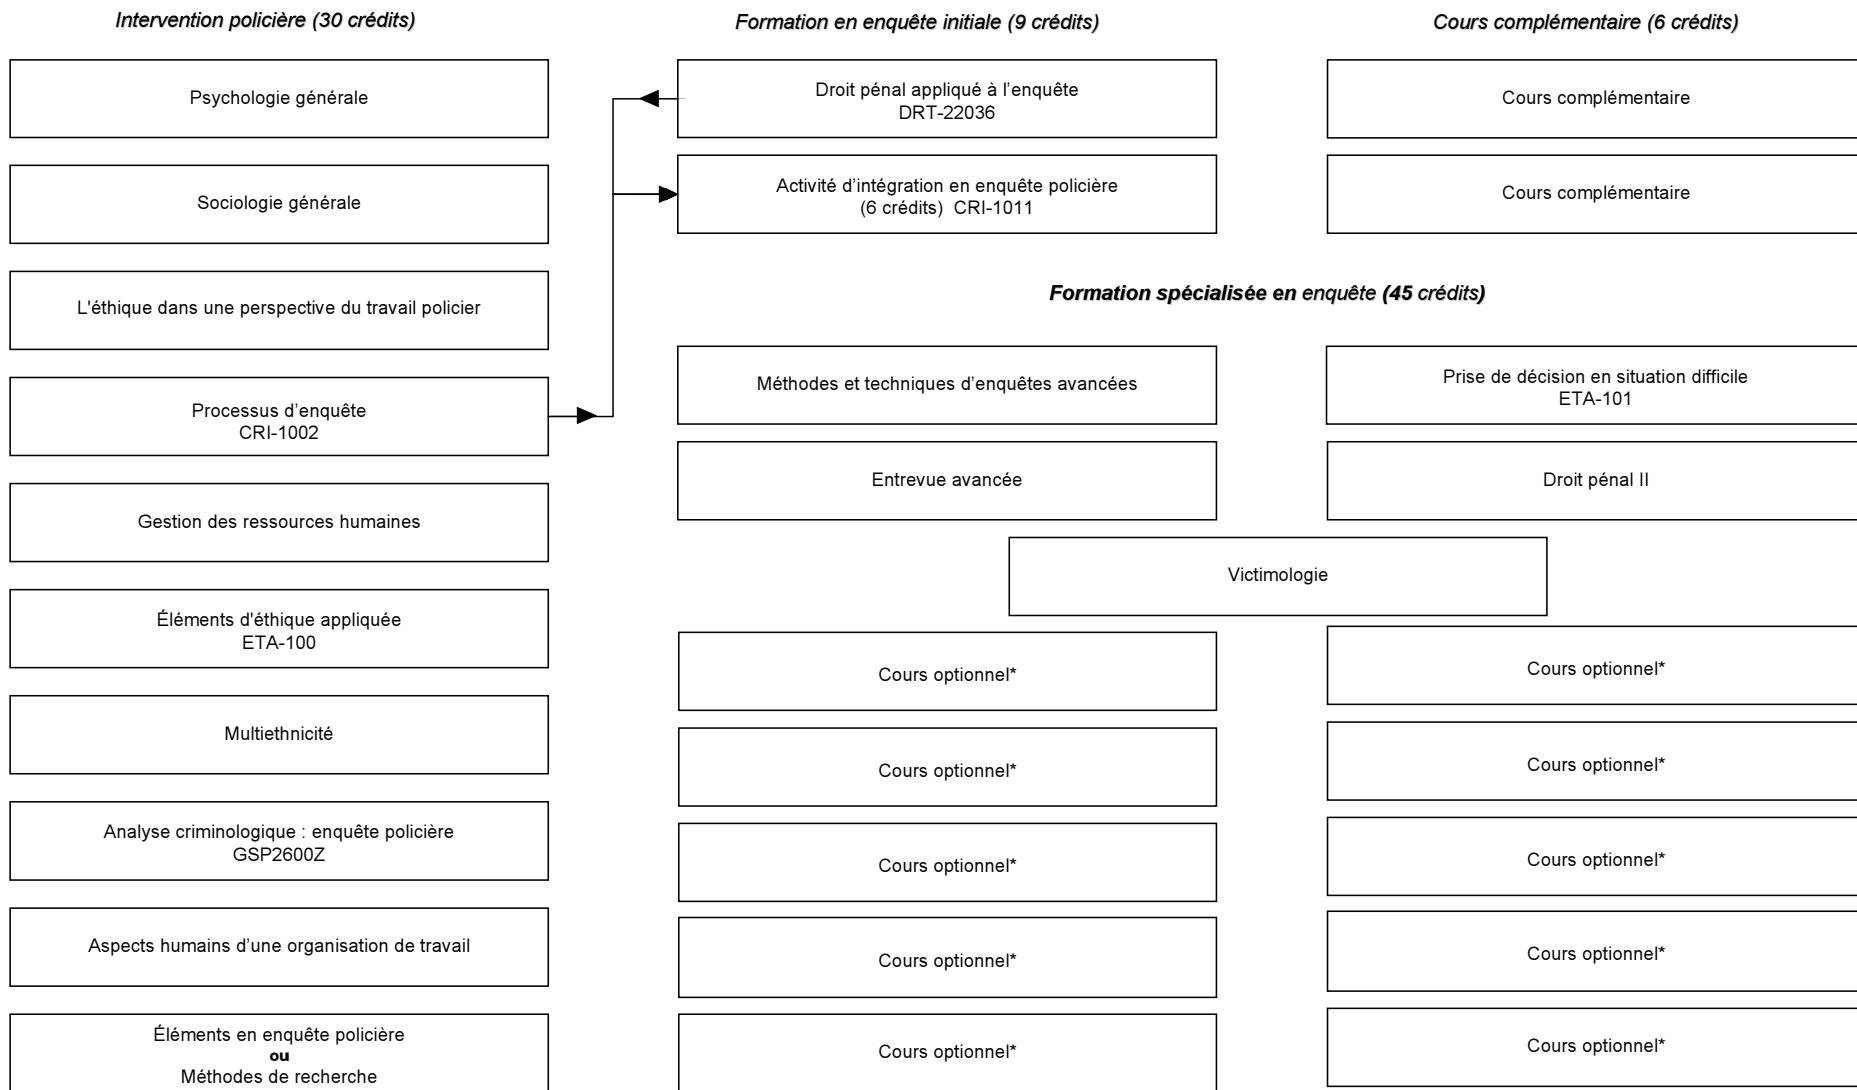 Intervention policière (30 crédits)
Psychologie générale
Sociologie générale
L'éthique dans une perspective du travail policier
Processus d’enquête
CRI-1002
Gestion des ressources humaines
Éléments d'éthique appliquée
ETA-100
Multiethnicité
Analyse criminologique : enquête policière
GSP2600Z
Aspects humains d’une organisation de travail
Éléments en enquête policière
ou
Méthodes de recherche
Formation en enquête initiale (9 crédits)
Droit pénal appliqué à l’enquête
DRT-22036
Activité d’intégration en enquête policière
(6 crédits) CRI-1011
Cours complémentaire (6 crédits)
Cours complémentaire
Cours complémentaire
Formation spécialisée en enquête (45 crédits)
Méthodes et techniques d’enquêtes avancées
Prise de décision en situation difficile
ETA-101
Entrevue avancée
Droit pénal II
Victimologie
Cours optionnel*
Cours optionnel*
Cours optionnel*
Cours optionnel*
Cours optionnel*
Cours optionnel*
Cours optionnel*
Cours optionnel*
Cours optionnel*
Cours optionnel*